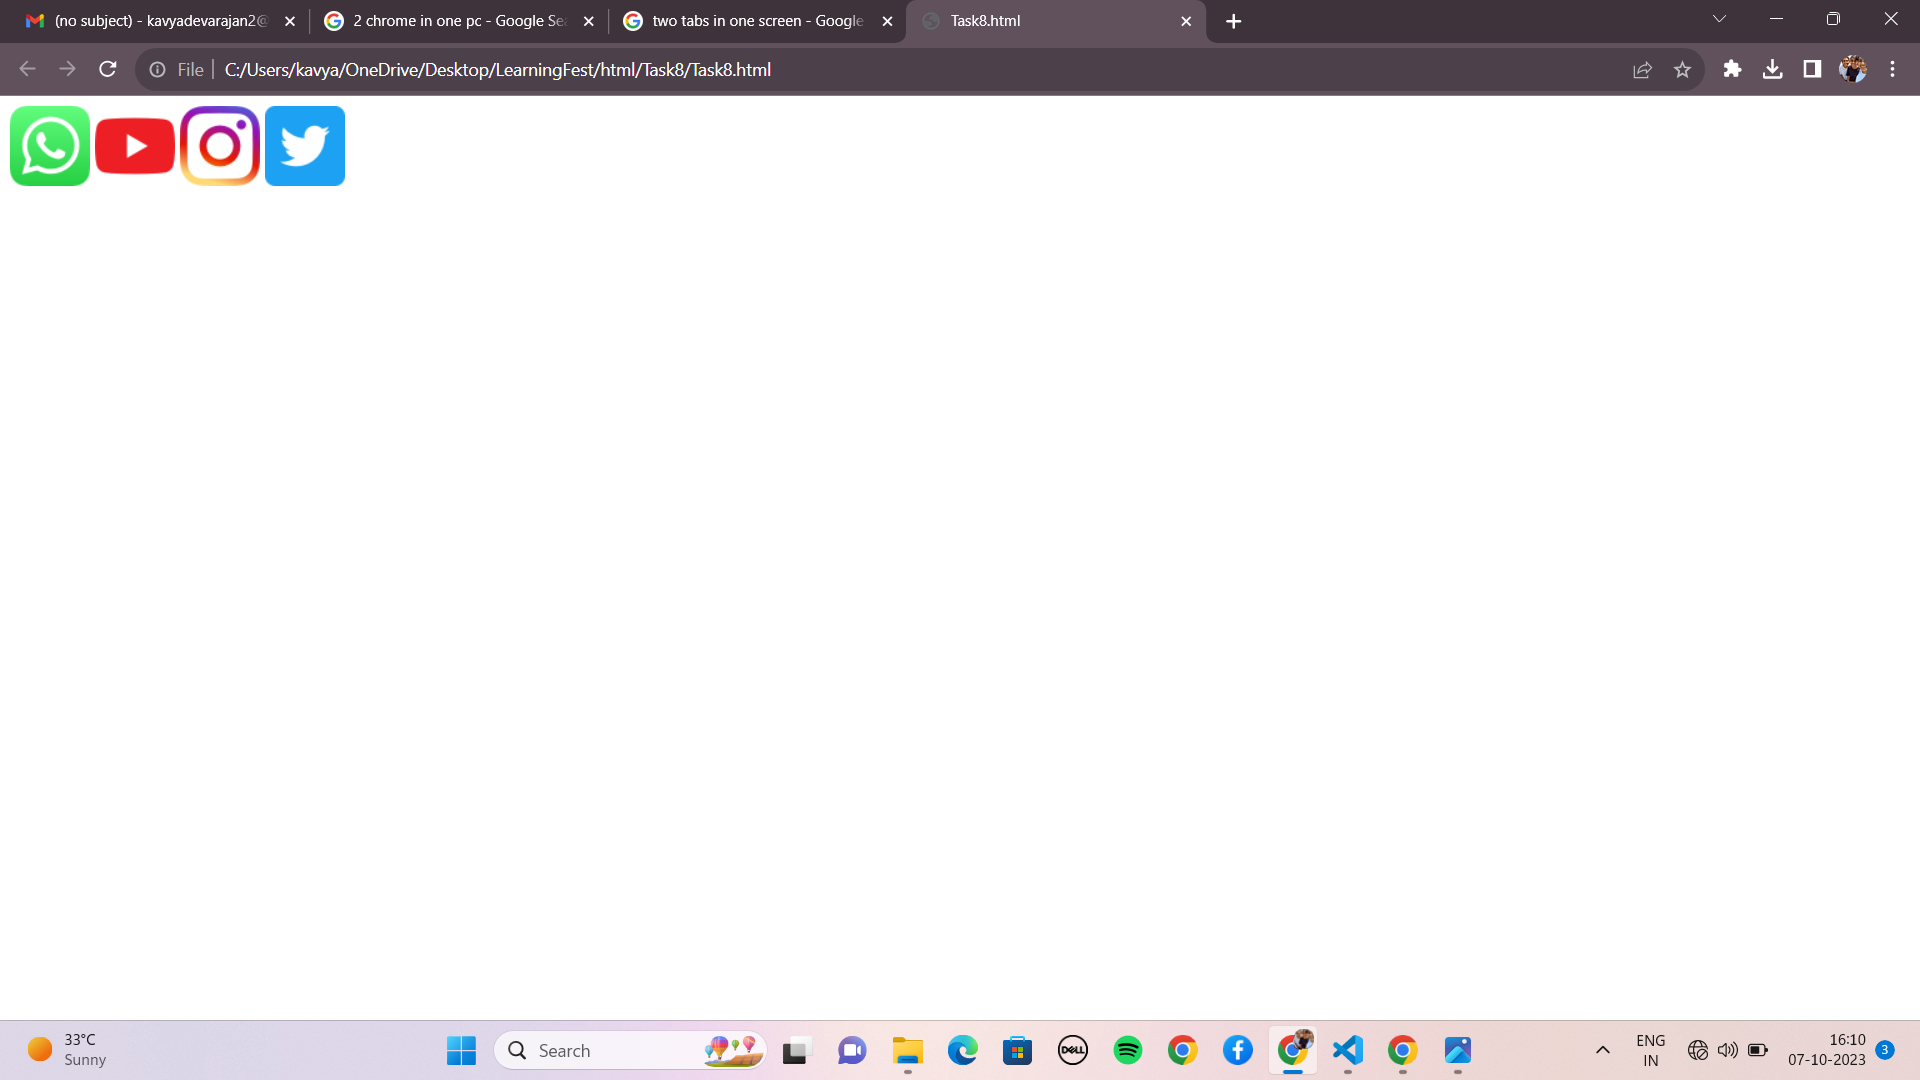 (no subject) - kavyadevarajan2@
2 chrome in one pc - Google Sea
two tabs in one screen - Google
Task8.html
File
C:/Users/kavya/OneDrive/Desktop/LearningFest/html/Task8/Task8.html
33°C
Sunny
Search
DELL
ENG
IN
16:10
07-10-2023
3